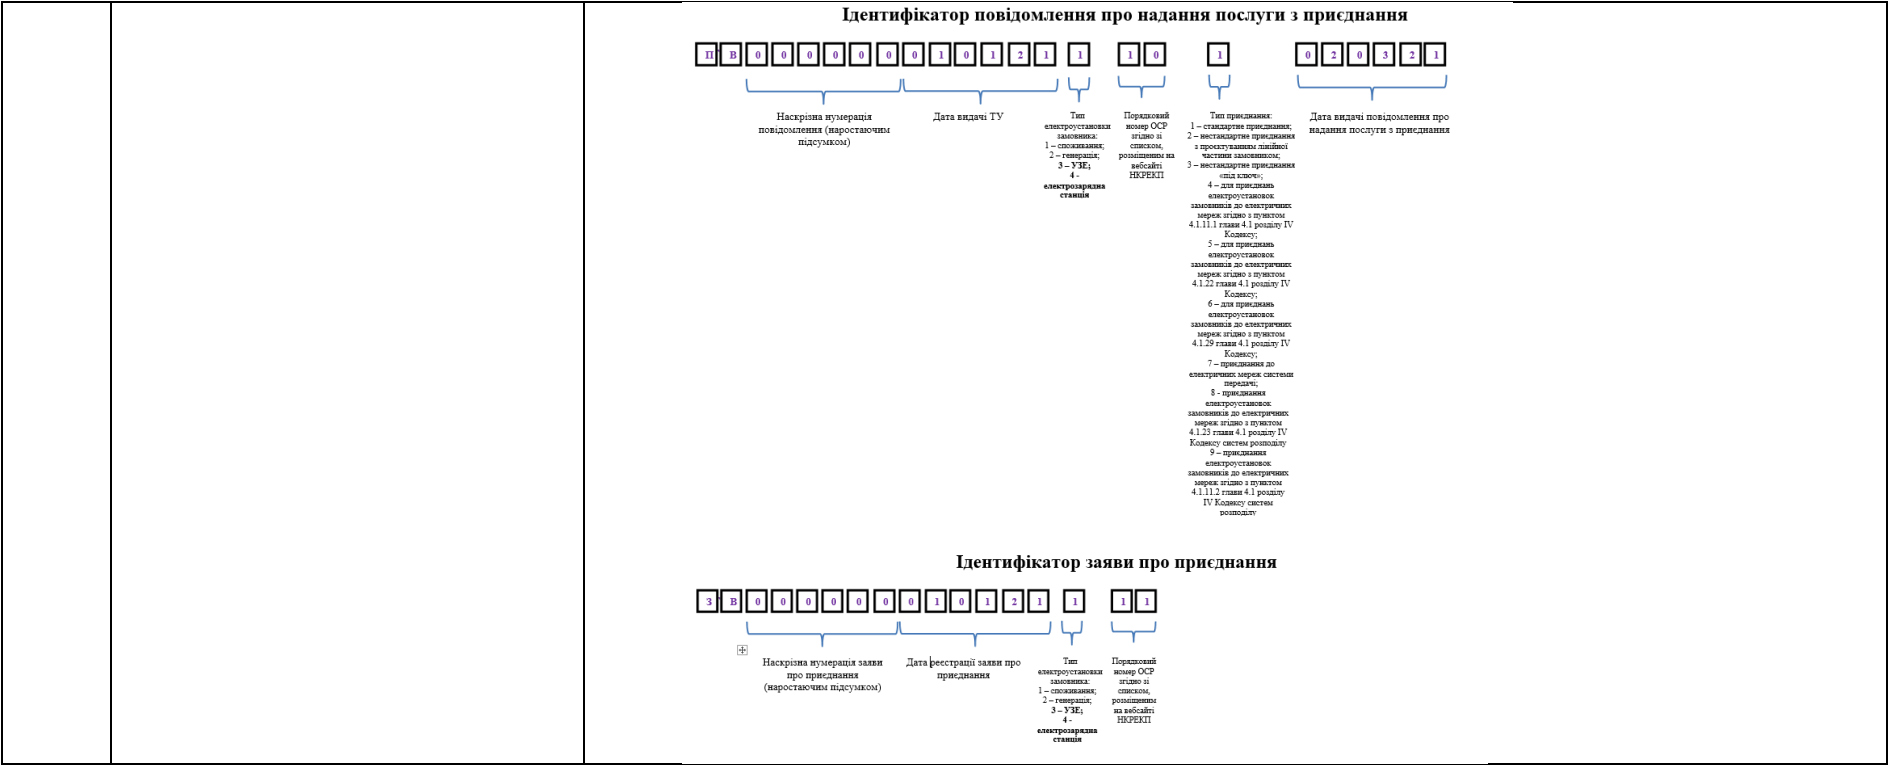 Ідентифікатор повідомлення про надання послуги з приєднання
П В 0 0 0 0 0 0 0 1 0 1 2 1 1 1 0 1 0 2 0 3 2 1
Наскрізна нумерація
повідомлення (наростаючим
підсумком)
Дата видачі ТУ
Тип
електроустановки
замовника:
1 – споживання;
2 – генерація;
3 – УЗЕ;
4 -
електрозарядна
станція
Порядковий
номер ОСР
згідно зі
списком,
розміщеним на
вебсайті
НКРЕКП
Тип приєднання:
1 – стандартне приєднання;
2 – нестандартне приєднання
з проєктуванням лінійної
частини замовником;
3 – нестандартне приєднання
«під ключ»;
4 – для приєднань
електроустановок
замовників до електричних
мереж згідно з пунктом
4.1.11.1 глави 4.1 розділу IV
Кодексу;
5 – для приєднань
електроустановок
замовників до електричних
мереж згідно з пунктом
4.1.22 глави 4.1 розділу IV
Кодексу;
6 – для приєднань
електроустановок
замовників до електричних
мереж згідно з пунктом
4.1.29 глави 4.1 розділу IV
Кодексу;
7 – приєднання до
електричних мереж системи
передачі;
8 - приєднання
електроустановок
замовників до електричних
мереж згідно з пунктом
4.1.23 глави 4.1 розділу IV
Кодексу систем розподілу
9 – приєднання
електроустановок
замовників до електричних
мереж згідно з пунктом
4.1.11.2 глави 4.1 розділу
IV Кодексу систем
розподілу
Дата видачі повідомлення про
надання послуги з приєднання
Ідентифікатор заяви про приєднання
З В 0 0 0 0 0 0 0 1 0 1 2 1 1 1 1
Наскрізна нумерація заяви
про приєднання
(наростаючим підсумком)
Дата реєстрації заяви про
приєднання
Тип
електроустановки
замовника:
1 – споживання;
2 – генерація;
3 – УЗЕ;
4 -
електрозарядна
станція
Порядковий
номер ОСР
згідно зі
списком,
розміщеним
на вебсайті
НКРЕКП